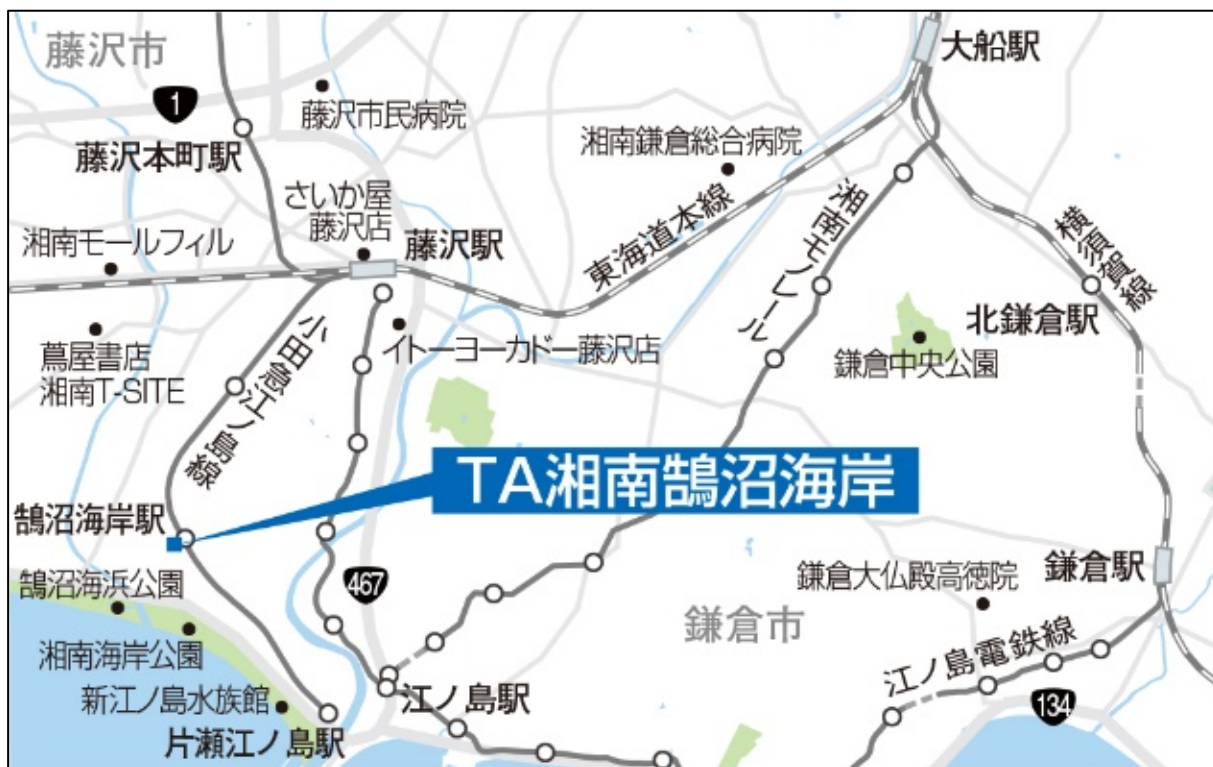 藤沢市
大船駅
1
藤沢市民病院
藤沢本町駅
湘南鎌倉総合病院
さいか屋
藤沢店
湘南モールフィル
藤沢駅
東海道本線
湘南モノレール
横須賀線
北鎌倉駅
小田急江ノ島線
イトーヨーカドー藤沢店
鎌倉中央公園
蔦屋書店
湘南T-SITE
TA湘南鵠沼海岸
鵠沼海岸駅
467
鎌倉駅
鵠沼海浜公園
鎌倉大仏殿高徳院
鎌倉市
湘南海岸公園
江ノ島電鉄線
新江ノ島水族館
江ノ島駅
134
片瀬江ノ島駅